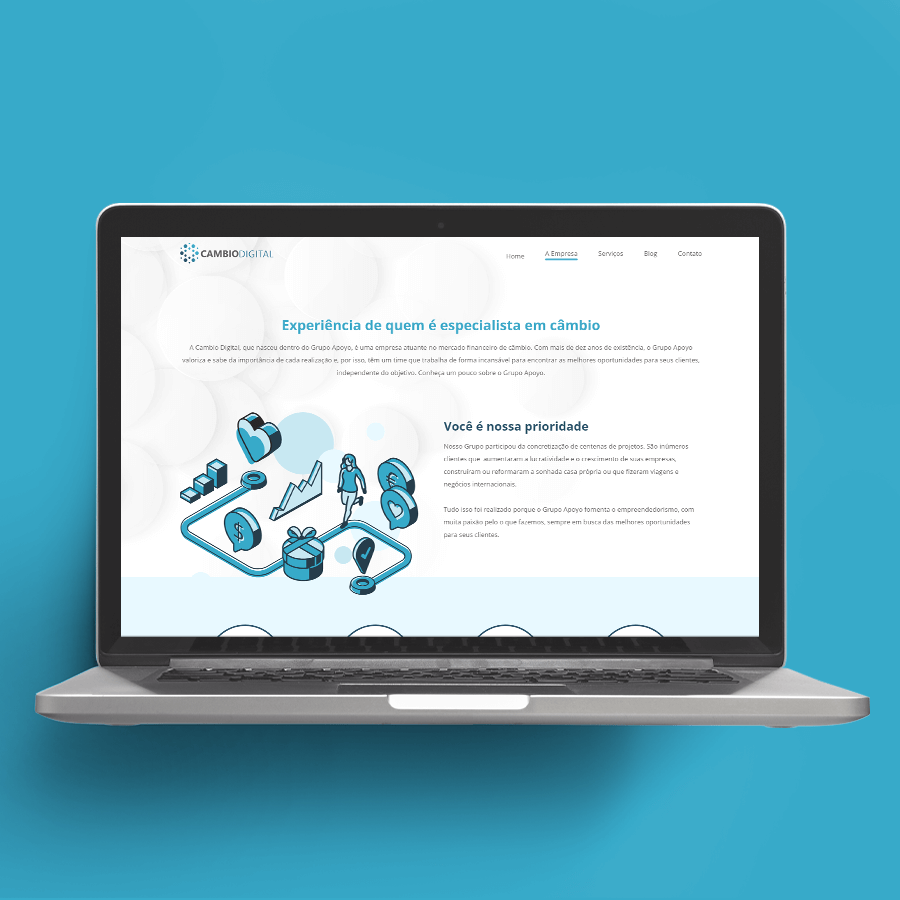 CAMBIODIGITAL
Home A Empresa Serviços Blog Contato
Experiência de quem é especialista em câmbio
A Cambio Digital, que nasceu dentro do Grupo Apoyo, é uma empresa atuante no mercado financeiro de câmbio. Com mais de dez anos de existência, o Grupo Apoyo
valoriza e sabe da importância de cada realização e, por isso, têm um time que trabalha de forma incansável para encontrar as melhores oportunidades para seus clientes,
independente do objetivo. Conheça um pouco sobre o Grupo Apoyo.
Você é nossa prioridade
Nosso Grupo participou da concretização de centenas de projetos. São inúmeros
clientes que aumentaram a lucratividade e o crescimento de suas empresas,
construíram ou reformaram a sonhada casa própria ou que fizeram viagens e
negócios internacionais.
Tudo isso foi realizado porque o Grupo Apoyo fomenta o empreendedorismo, com
muita paixão pelo o que fazemos, sempre em busca das melhores oportunidades
para seus clientes.